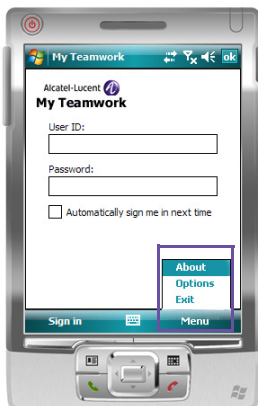 My Teamwork
ok
Alcatel-Lucent
My Teamwork
User ID:
Password:
Automatically sign me in next time
About
Options
Exit
Sign in
Menu